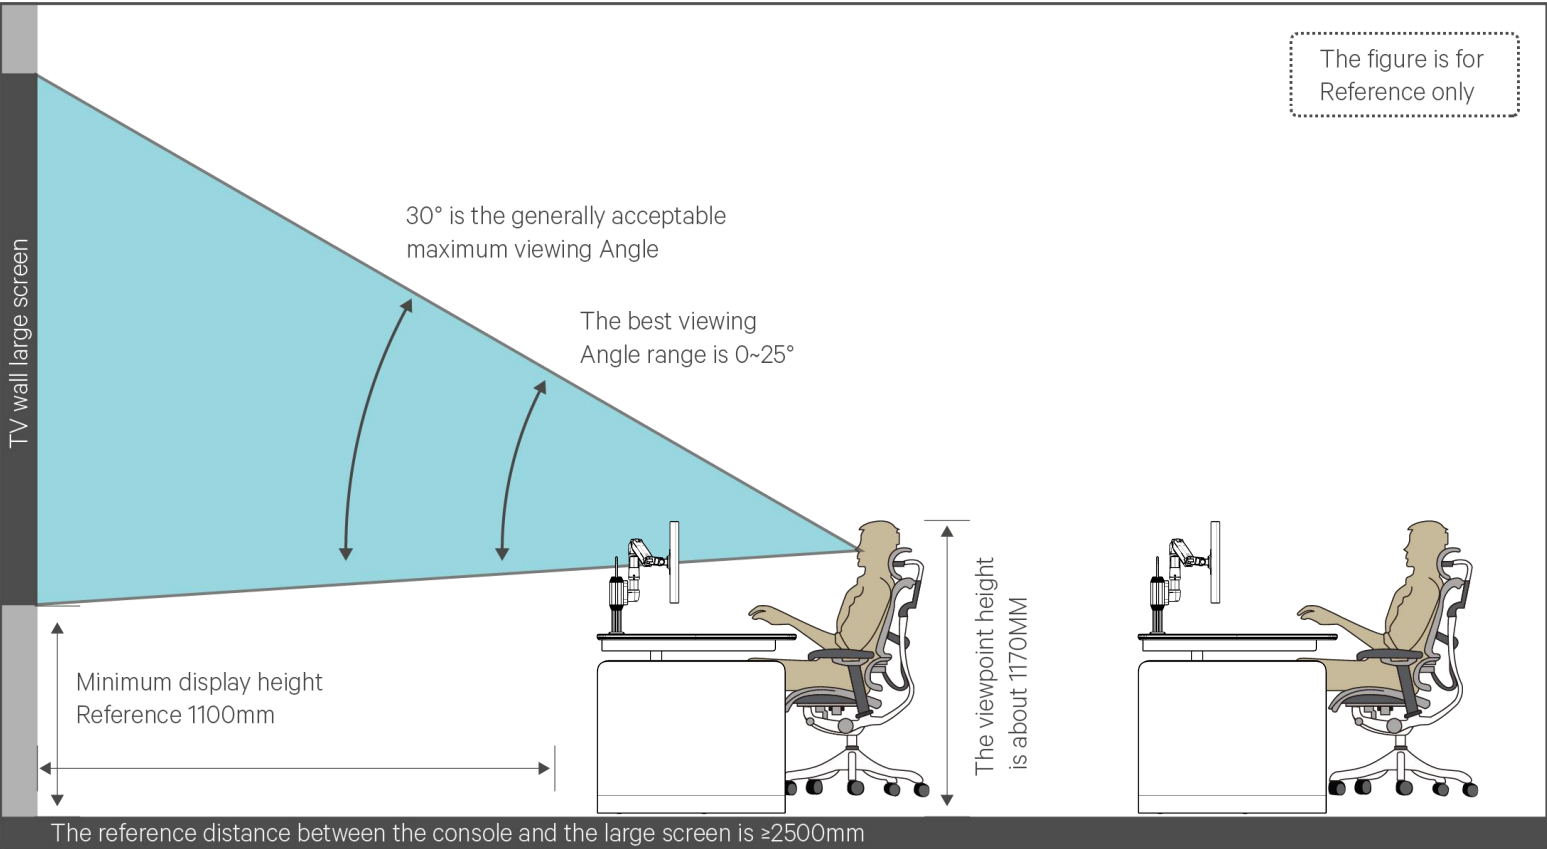 The figure is for
Reference only
30° is the generally acceptable
maximum viewing Angle
The best viewing
Angle range is 0~25°
TV wall large screen
Minimum display height
Reference 1100mm
The viewpoint height
is about 1170MM
The reference distance between the console and the large screen is ≥2500mm